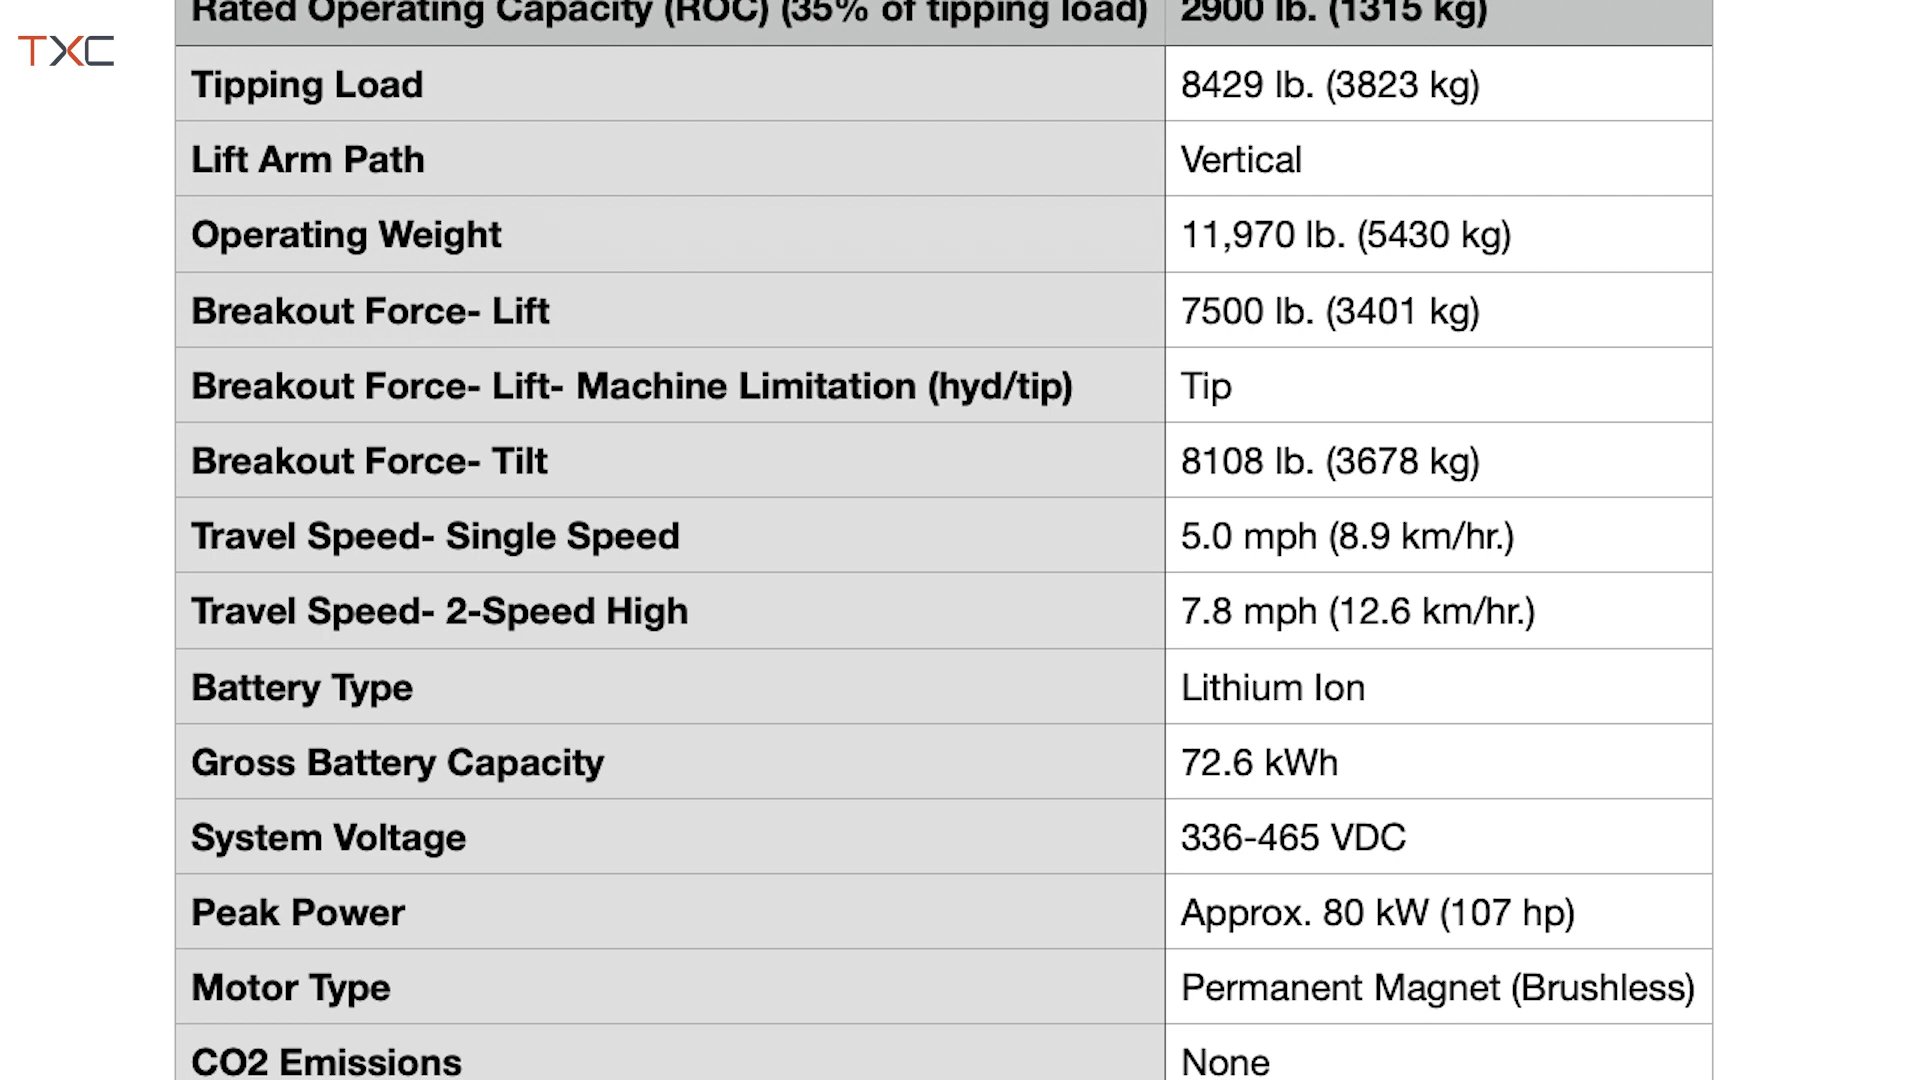 Rated Operating Capacity (ROC) (35% of tipping load) 2900 lb. (1315 kg)
TXC
Tipping Load 8429 lb. (3823 kg)
Lift Arm Path Vertical
Operating Weight 11,970 lb. (5430 kg)
Breakout Force- Lift 7500 lb. (3401 kg)
Breakout Force- Lift- Machine Limitation (hyd/tip) Tip
Breakout Force- Tilt 8108 lb. (3678 kg)
Travel Speed- Single Speed 5.0 mph (8.9 km/hr.)
Travel Speed- 2-Speed High 7.8 mph (12.6 km/hr.)
Battery Type Lithium Ion
Gross Battery Capacity 72.6 kWh
System Voltage 336-465 VDC
Peak Power Approx. 80 kW (107 hp)
Motor Type Permanent Magnet (Brushless)
CO2 Emissions None